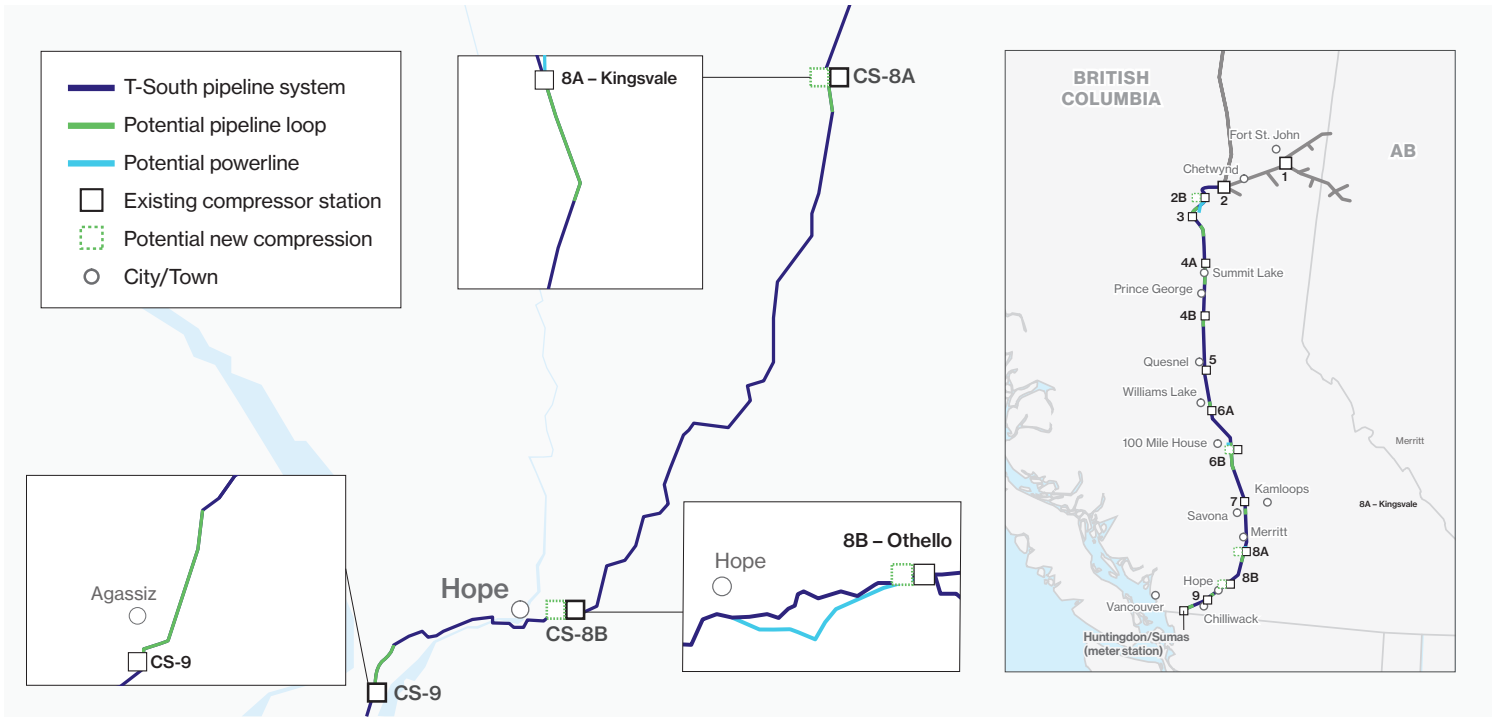 T-South pipeline system
Potential pipeline loop
Potential powerline
Existing compressor station
Potential new compression
City/Town
8A – Kingsvale
CS-8A
Agassiz
CS-9
Hope
CS-8B
CS-9
8B – Othello
Hope
BRITISH
COLUMBIA
AB
Fort St. John
Chetwynd
1
2
2B
3
4A
Summit Lake
Prince George
4B
Quesnel
5
Williams Lake
6A
100 Mile House
6B
Merritt
Kamloops
7
8A – Kingsvale
Savona
Merritt
8A
8B
Hope
9
Vancouver
Chilliwack
Huntingdon/Sumas
(meter station)